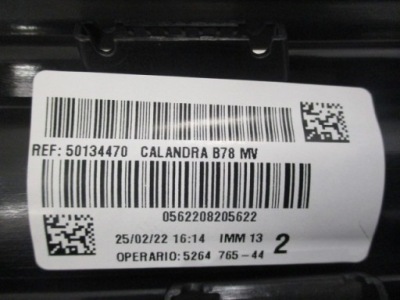 REF: 50134470 CALANDRA B78 MV
0562208205622
25/02/22 16:14 IMM 13 2
OPERARIO: 5264 765-44